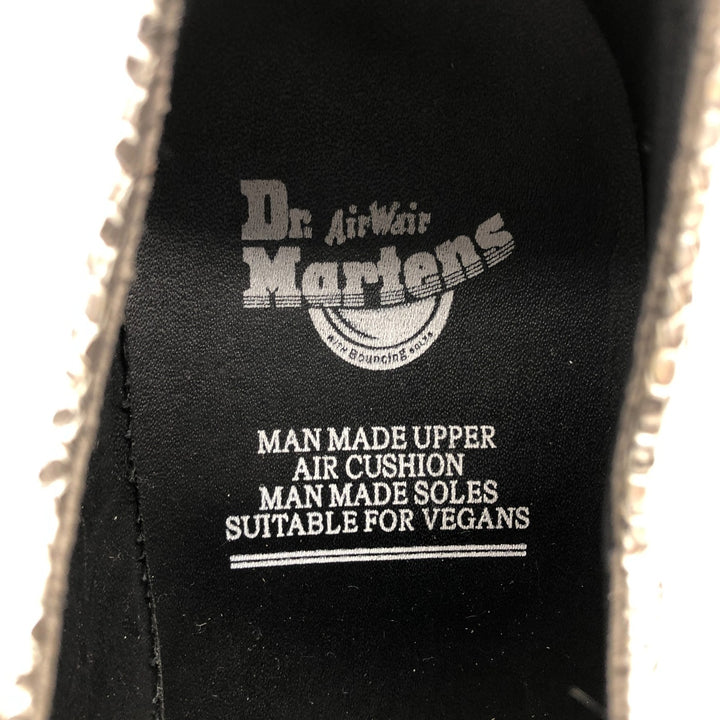 Dr. AirWair
Martens
WITH Bouncing SOLES
MAN MADE UPPER
AIR CUSHION
MAN MADE SOLES
SUITABLE FOR VEGANS